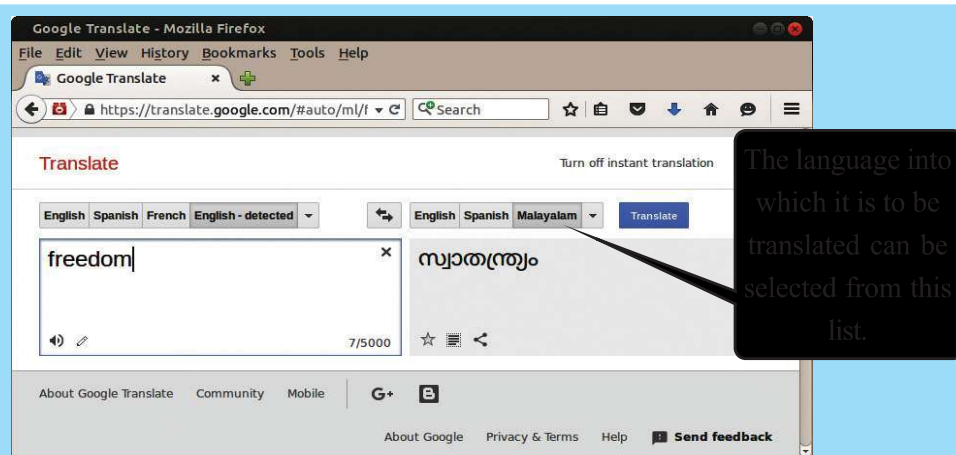 Google Translate - Mozilla Firefox
File Edit View History Bookmarks Tools Help
Google Translate
https://translate.google.com/#auto/ml/f Search
Translate Turn off instant translation
English Spanish French English - detected English Spanish Malayalam Translate
freedom
സ്വാതന്ത്ര്യം
7/5000
The language into
which it is to be
translated can be
selected from this
list.
About Google Translate Community Mobile G+
About Google Privacy & Terms Help Send feedback